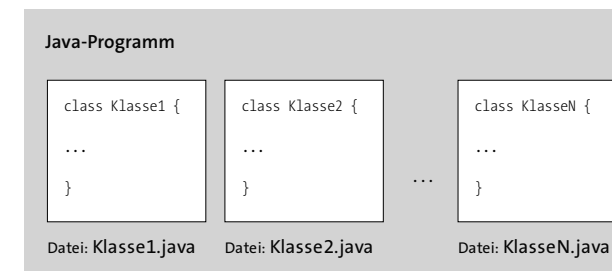 Java-Programm
class Klasse1 {
...
}
Datei: Klasse1.java
class Klasse2 {
...
}
Datei: Klasse2.java
...
class KlasseN {
...
}
Datei: KlasseN.java